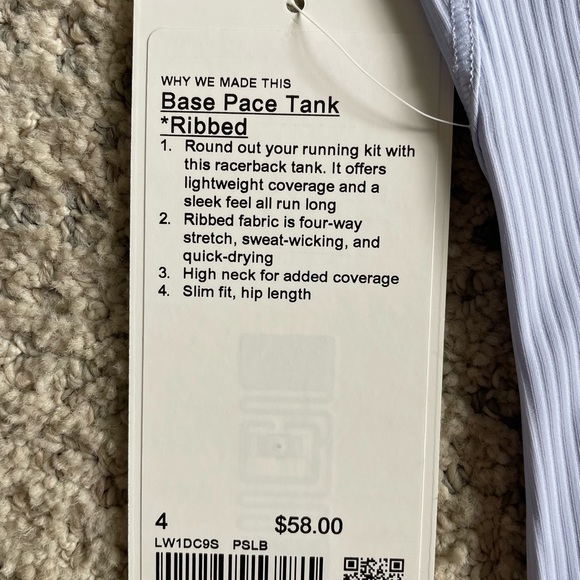 WHY WE MADE THIS
Base Pace Tank
*Ribbed
1. Round out your running kit with
this racerback tank. It offers
lightweight coverage and a
sleek feel all run long
2. Ribbed fabric is four-way
stretch, sweat-wicking, and
quick-drying
3. High neck for added coverage
4. Slim fit, hip length
4 $58.00
LW1DC9S PSLB